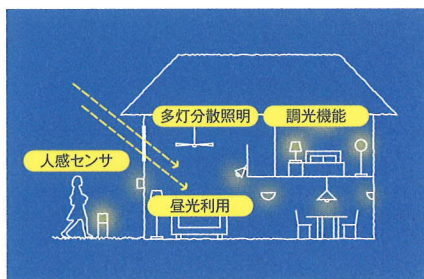 多灯分散照明
調光機能
人感センサ
昼光利用